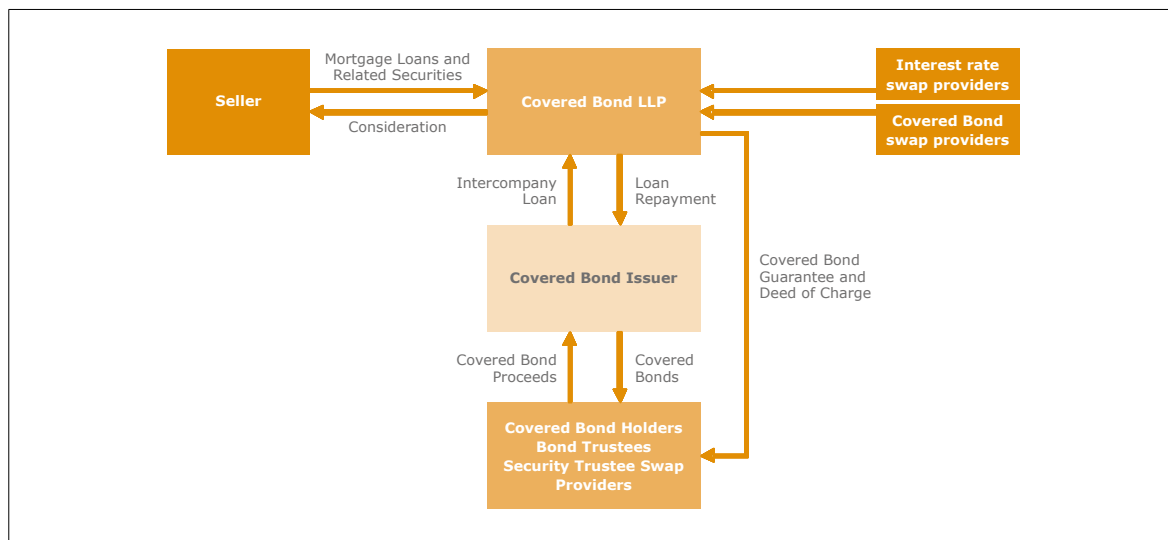 Seller
Mortgage Loans and
Related Securities
Consideration
Covered Bond LLP
Interest rate
swap providers
Covered Bond
swap providers
Intercompany
Loan
Loan
Repayment
Covered Bond Issuer
Covered Bond
Guarantee and
Deed of Charge
Covered Bond
Proceeds
Covered
Bonds
Covered Bond Holders
Bond Trustees
Security Trustee Swap
Providers